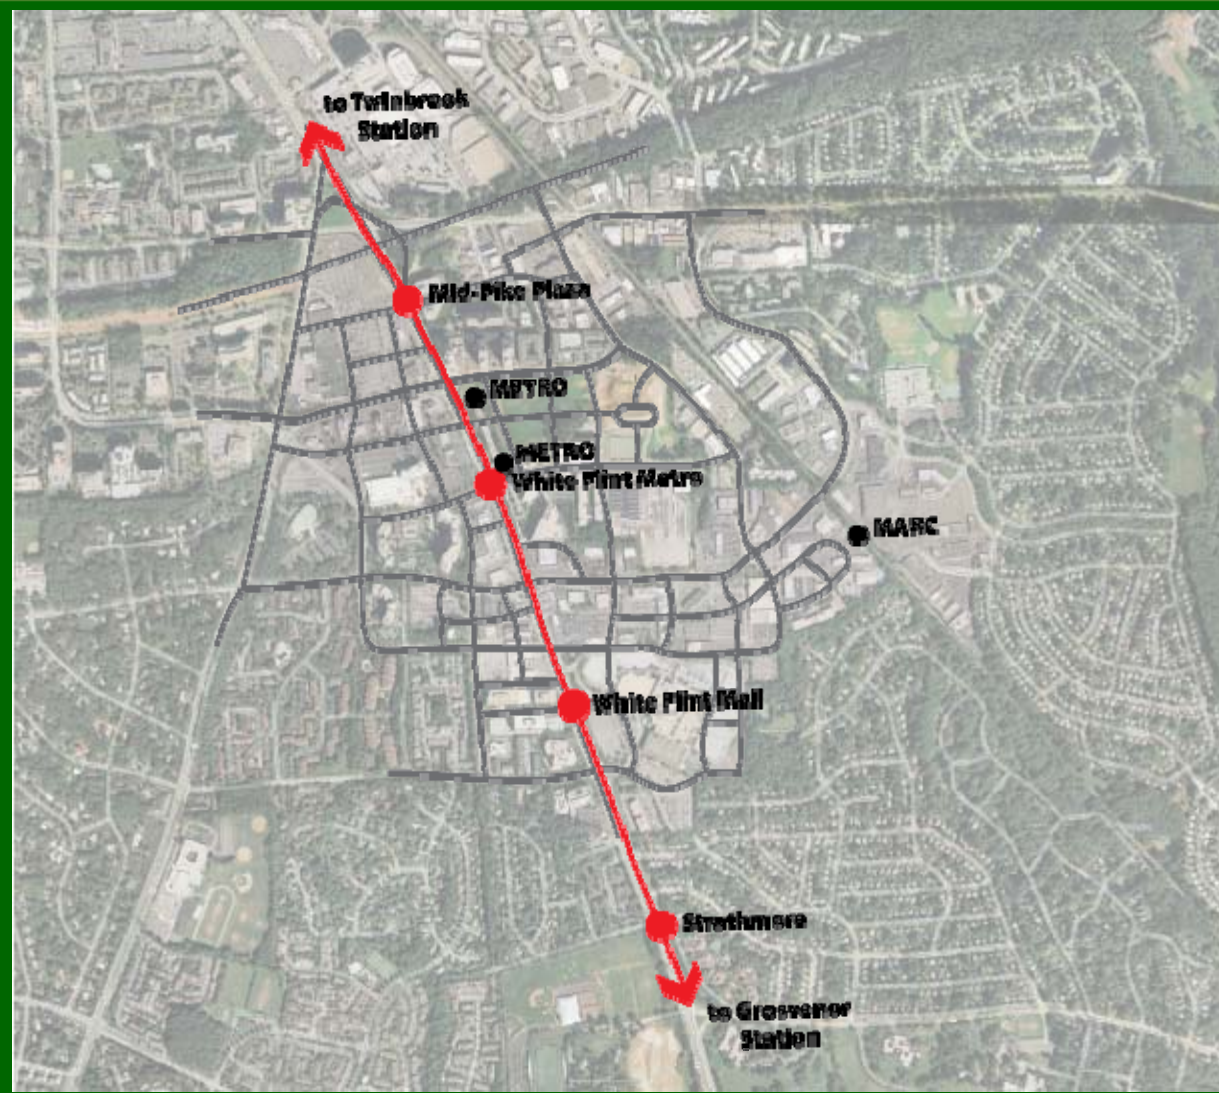 to Twinbrook
Station
Mid-Pike Plaza
METRO
METRO
White Flint Metro
MARC
White Flint Mall
Strathmore
to Grosvenor
Station